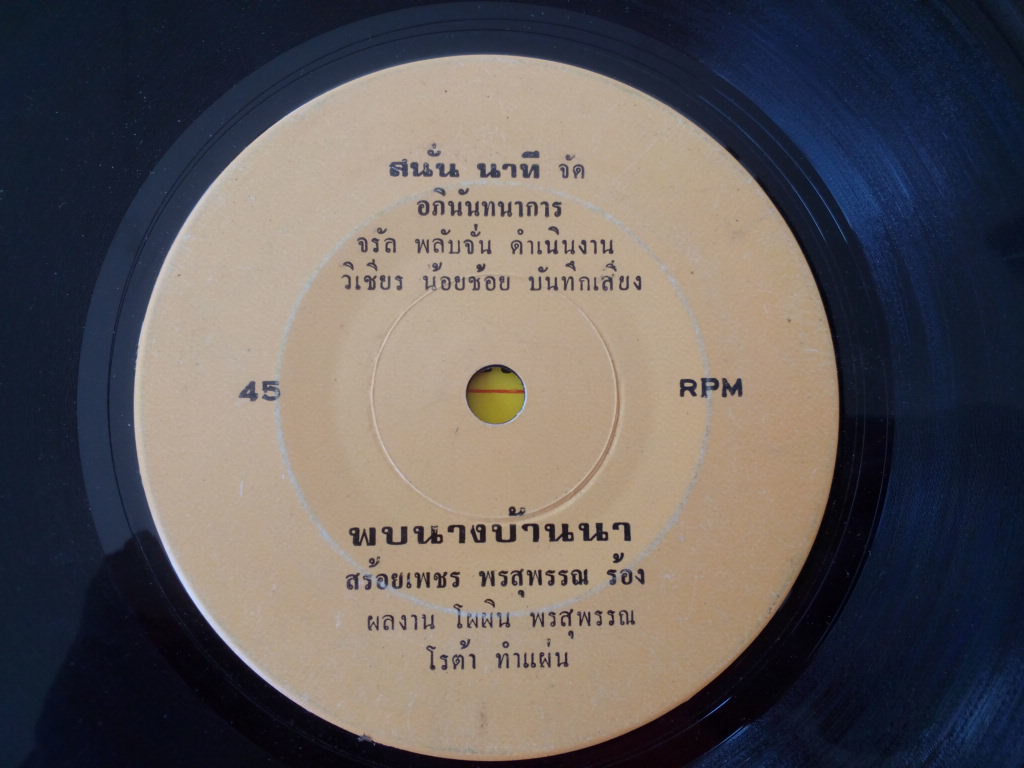 สนั่น นาที จัด
อภินันทนาการ
จรัล พลับจั่น ดำเนินงาน
วิเชียร น้อยช้อย บันทึกเสียง
45 RPM
พบนางบ้านนา
สร้อยเพชร พรสุพรรณ ร้อง
ผลงาน โผผิน พรสุพรรณ
โรต้า ทำแผ่น